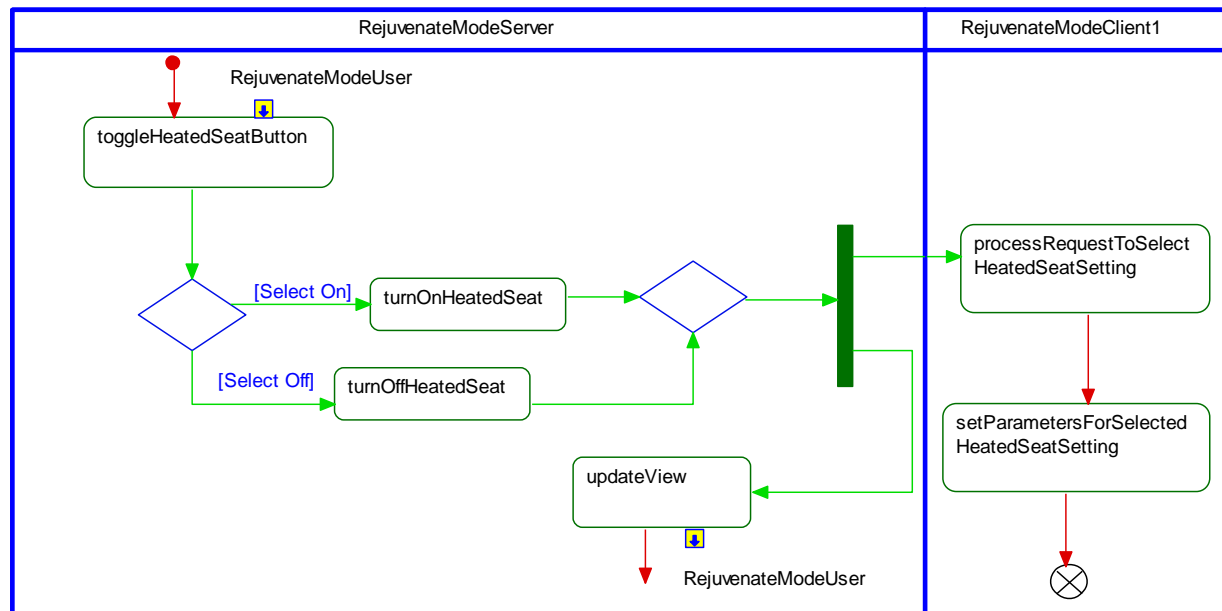 RejuvenateModeServer
RejuvenateModeClient1
RejuvenateModeUser
toggleHeatedSeatButton
[Select On]
turnOnHeatedSeat
[Select Off]
turnOffHeatedSeat
processRequestToSelect
HeatedSeatSetting
setParametersForSelected
HeatedSeatSetting
updateView
RejuvenateModeUser